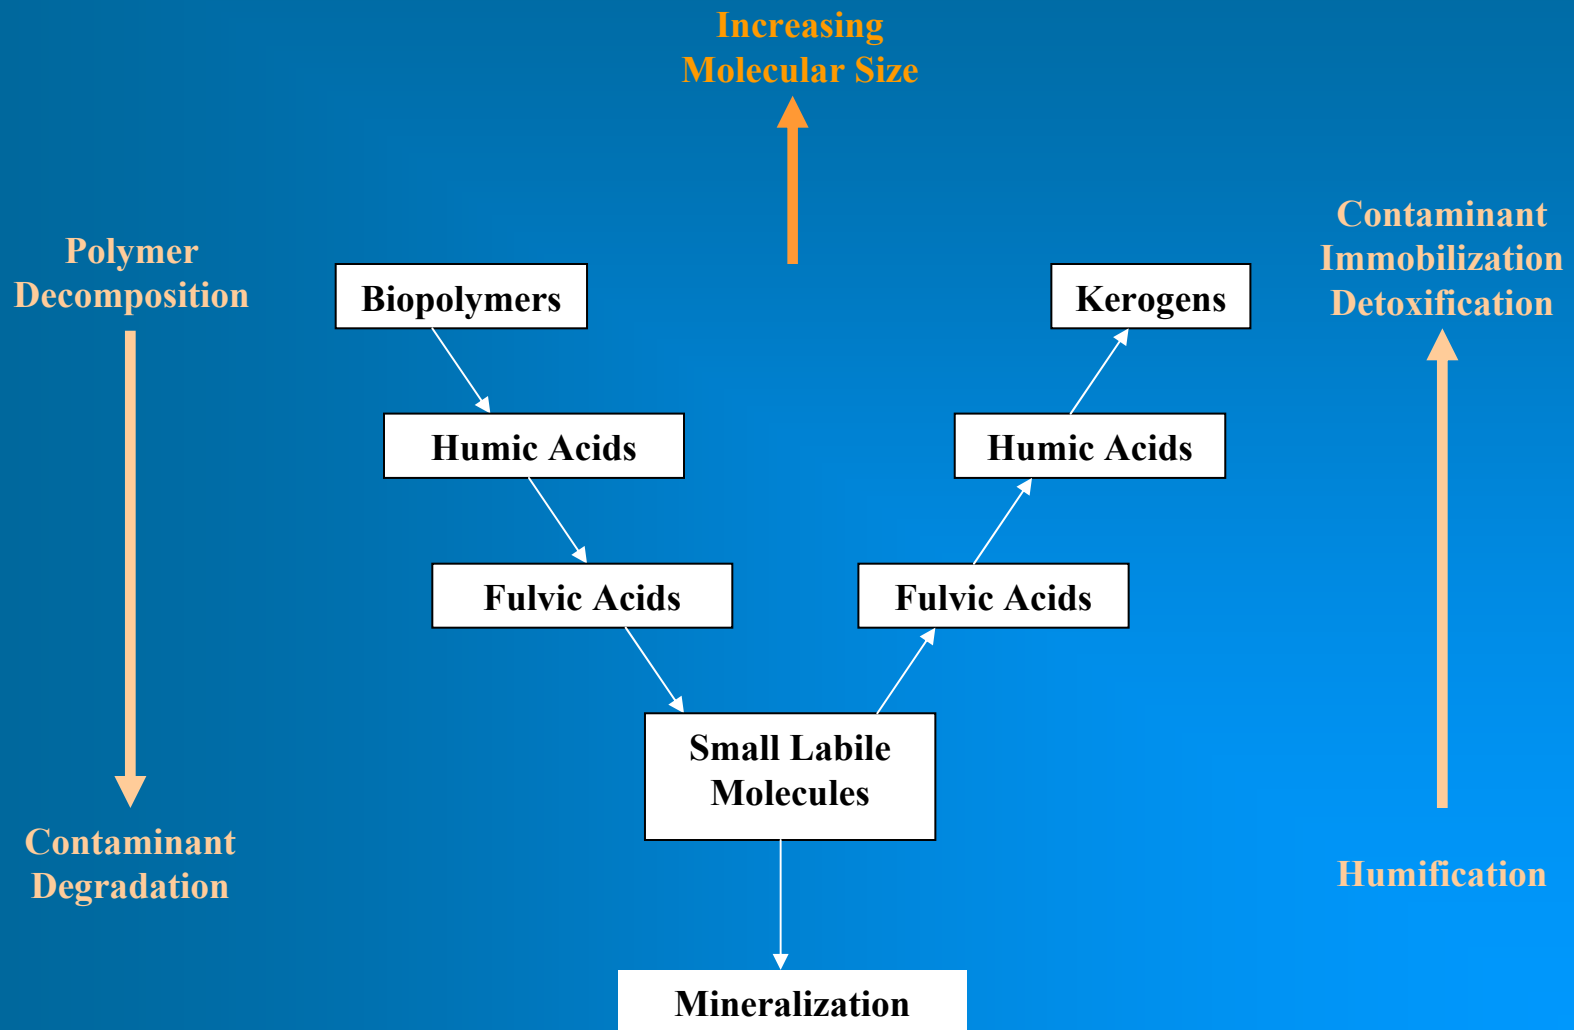 Increasing
Molecular Size
Polymer
Decomposition
Contaminant
Immobilization
Detoxification
Biopolymers
Kerogens
Humic Acids
Humic Acids
Fulvic Acids
Fulvic Acids
Small Labile
Molecules
Contaminant
Degradation
Humification
Mineralization